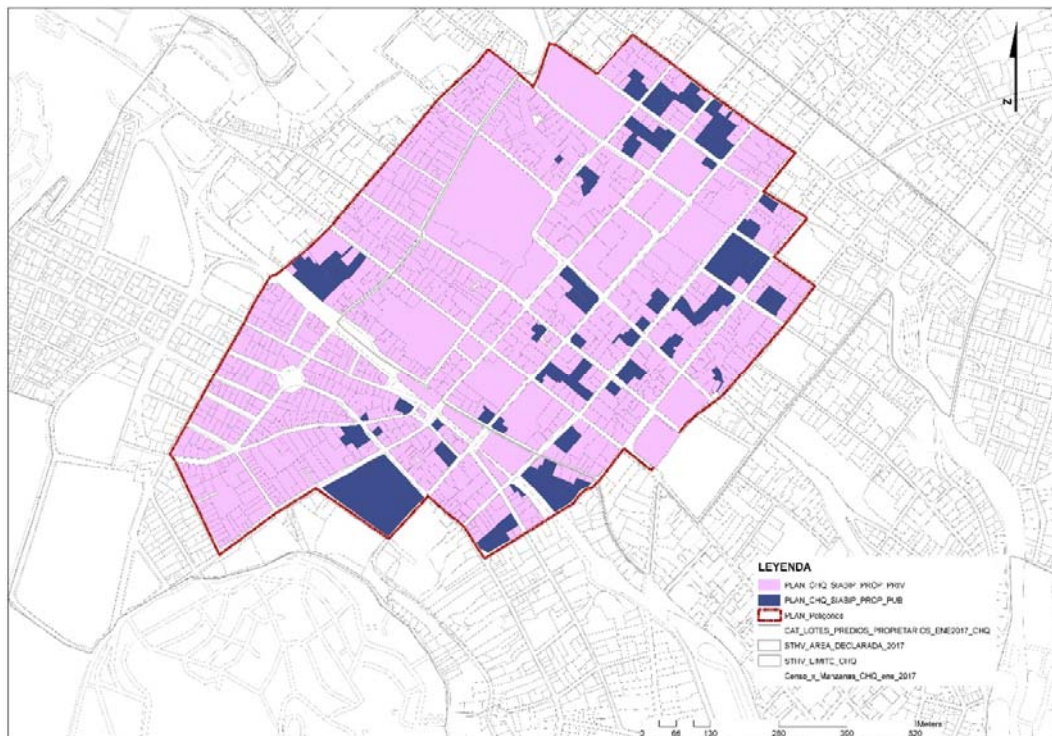 Z
LEYENDA
PLAN_CHQ_SIABIP_PROP_PRIV
PLAN_CHQ_SIABIP_PROP_PUB
PLAN_Poligonos
CAT_LOTES_PREDIOS_PROPIETARIOS_ENE2017_CHQ
STHV_AREA_DECLARADA_2017
STHV_LIMITE_CHQ
Censo_x_Manzanas_CHQ_ene_2017
0 65 130 260 390 520
Meters